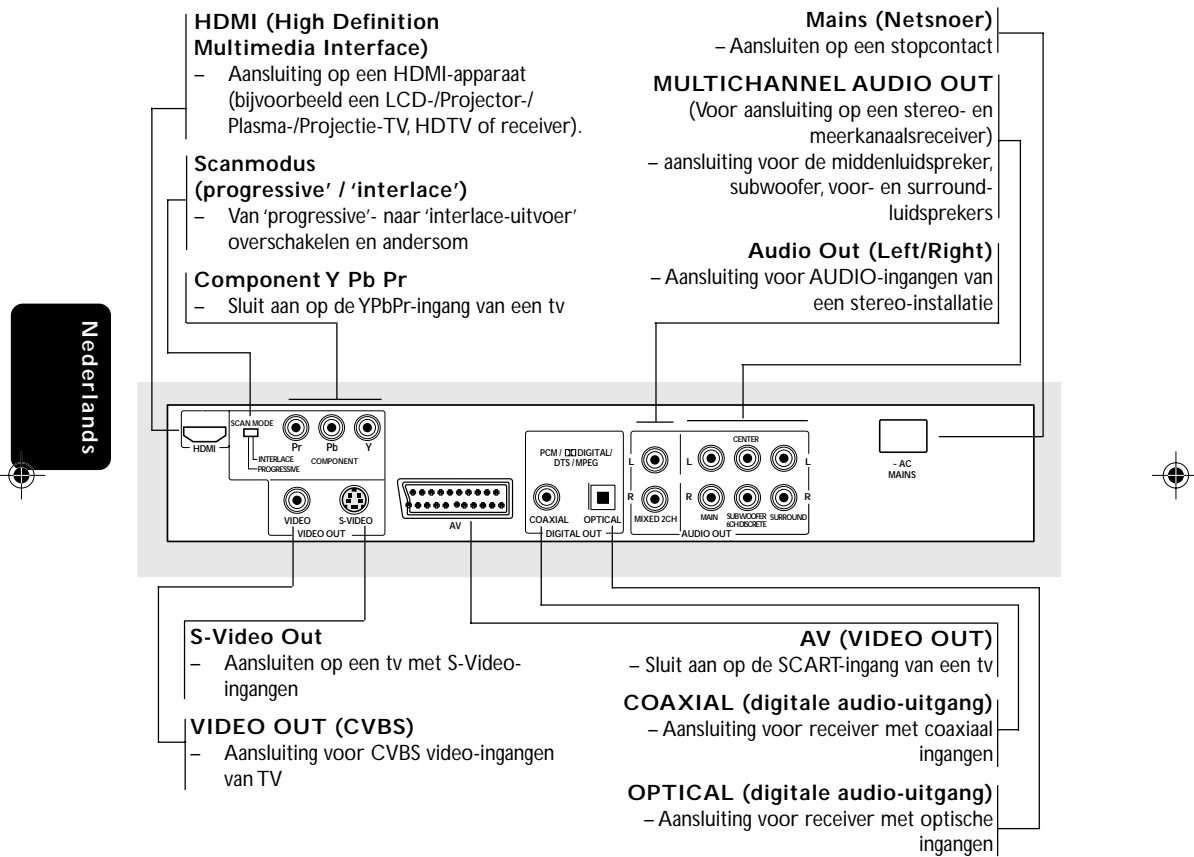 HDMI (High Definition
Multimedia Interface)
– Aansluiting op een HDMI-apparaat
(bijvoorbeeld een LCD-/Projector-/
Plasma-/Projectie-TV, HDTV of receiver).
Scanmodus
(progressive' / 'interlace')
– Van 'progressive'- naar 'interlace-uitvoer'
overschakelen en andersom
Component Y Pb Pr
– Sluit aan op de YPbPr-ingang van een tv
Mains (Netsnoer)
– Aansluiten op een stopcontact
MULTICHANNEL AUDIO OUT
(Voor aansluiting op een stereo- en
meerkanaalsreceiver)
– aansluiting voor de middenluidspreker,
subwoofer, voor- en surround-
luidsprekers
Audio Out (Left/Right)
– Aansluiting voor AUDIO-ingangen van
een stereo-installatie
Nederlands
HDMI
SCAN MODE
INTERLACE
PROGRESSIVE
Pr Pb Y
COMPONENT
VIDEO S-VIDEO
VIDEO OUT
AV
PCM / DIGITAL/
DTS / MPEG
COAXIAL OPTICAL
DIGITAL OUT
L
R
MIXED 2CH
CENTER
L L
R R
MAIN SUBWOOFER SURROUND
6CH DISCRETE
AUDIO OUT
~ AC
MAINS
S-Video Out
– Aansluiten op een tv met S-Video-
ingangen
VIDEO OUT (CVBS)
– Aansluiting voor CVBS video-ingangen
van TV
AV (VIDEO OUT)
– Sluit aan op de SCART-ingang van een tv
COAXIAL (digitale audio-uitgang)
– Aansluiting voor receiver met coaxiaal
ingangen
OPTICAL (digitale audio-uitgang)
– Aansluiting voor receiver met optische
ingangen